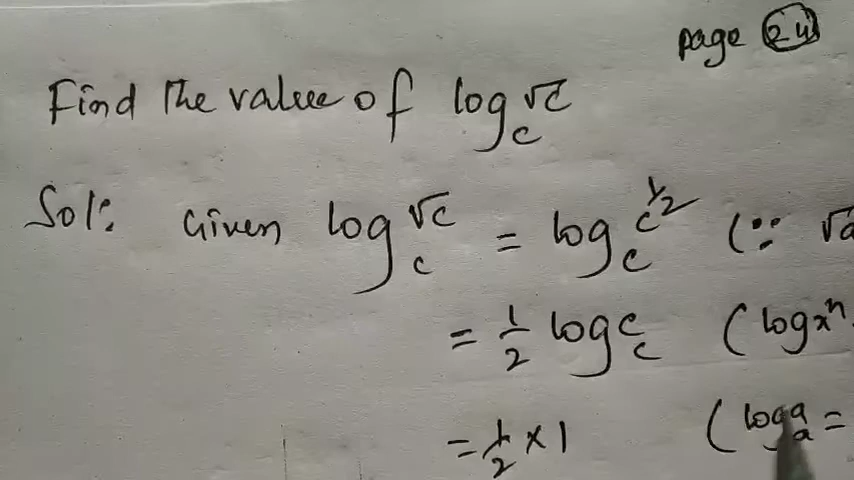 page 24
Find the value of log_c √c
Sol: Given log_c √c = log_c c^1/2 (∵ √a
= 1/2 log_c c (log x^n
= 1/2 × 1 (log_a a =